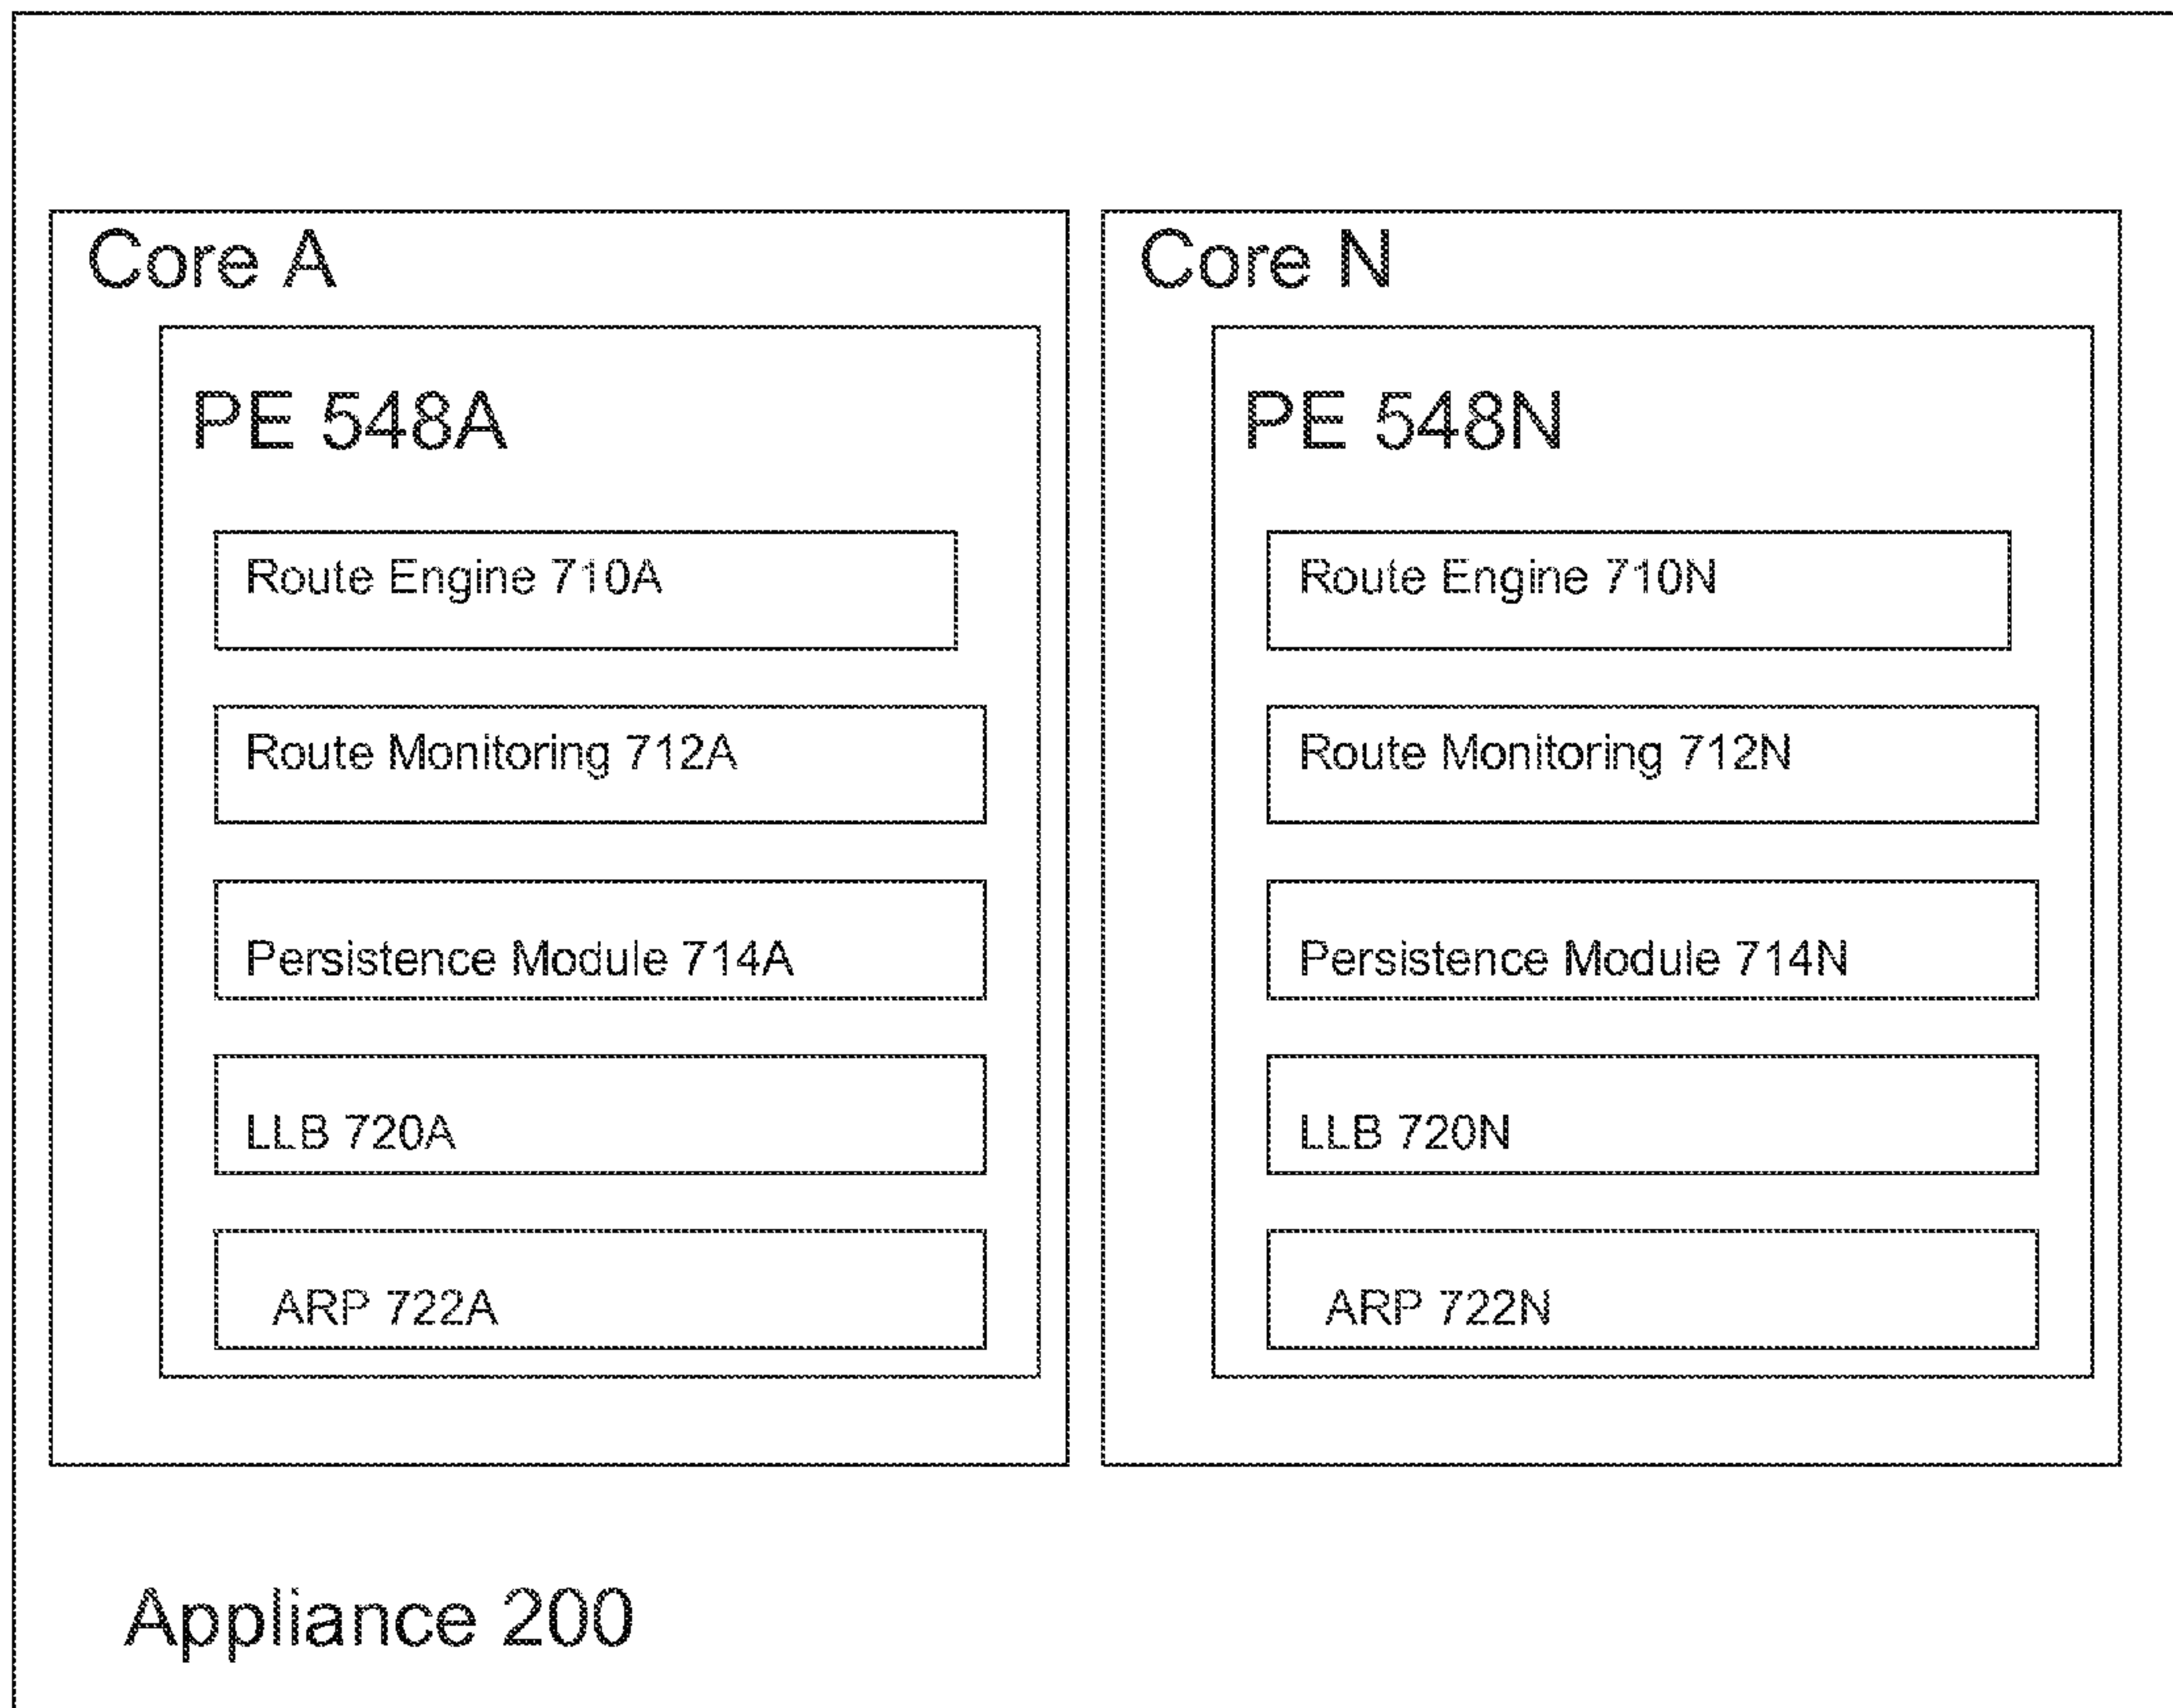 Core A
PE 548A
Route Engine 710A
Route Monitoring 712A
Persistence Module 714A
LLB 720A
ARP 722A
Core N
PE 548N
Route Engine 710N
Route Monitoring 712N
Persistence Module 714N
LLB 720N
ARP 722N
Appliance 200